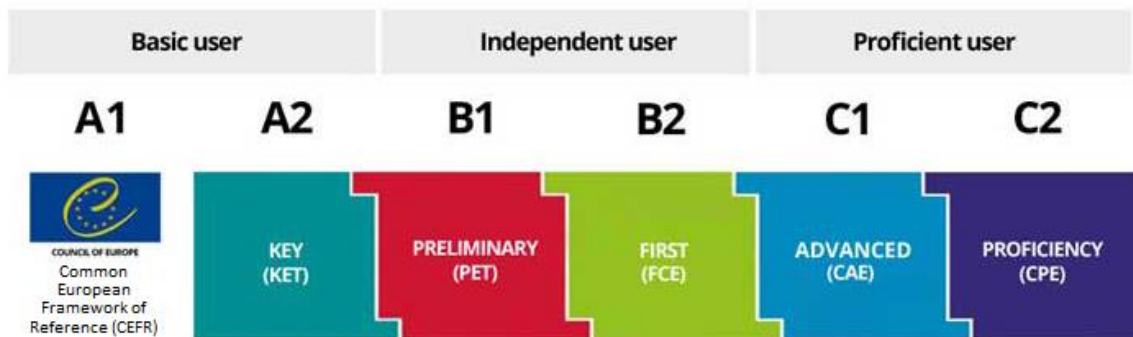 Basic user
Independent user
Proficient user
A1
A2
B1
B2
C1
C2
COUNCIL OF EUROPE
Common
European
Framework of
Reference (CEFR)
KEY
(KET)
PRELIMINARY
(PET)
FIRST
(FCE)
ADVANCED
(CAE)
PROFICIENCY
(CPE)